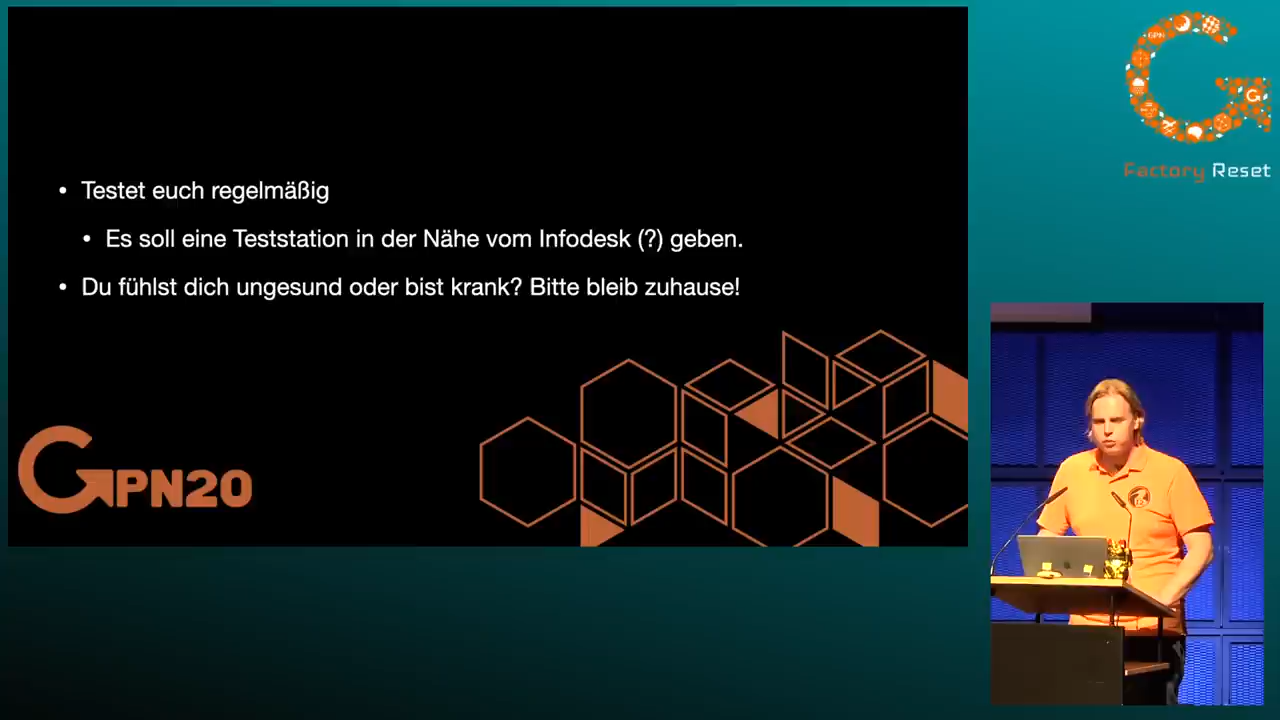 Testet euch regelmäßig
Es soll eine Teststation in der Nähe vom Infodesk (?) geben.
Du fühlst dich ungesund oder bist krank? Bitte bleib zuhause!
GPN20
Factory Reset